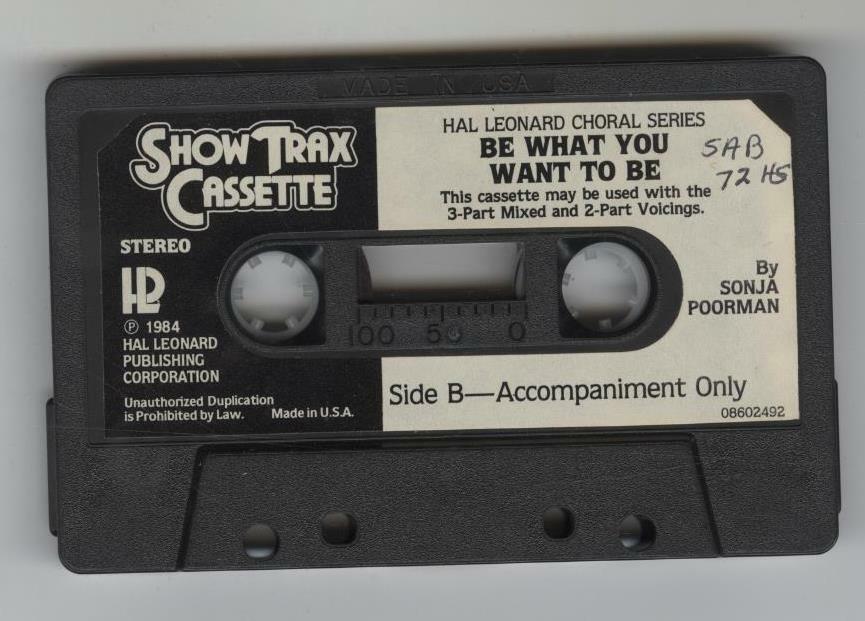 MADE IN USA
SHOW TRAX
CASSETTE
STEREO
HL
℗ 1984
HAL LEONARD
PUBLISHING
CORPORATION
Unauthorized Duplication
is Prohibited by Law. Made in U.S.A.
HAL LEONARD CHORAL SERIES
BE WHAT YOU
WANT TO BE
This cassette may be used with the
3-Part Mixed and 2-Part Voicings.
SAB
72 HS
By
SONJA
POORMAN
100 50 0
Side B—Accompaniment Only
08602492